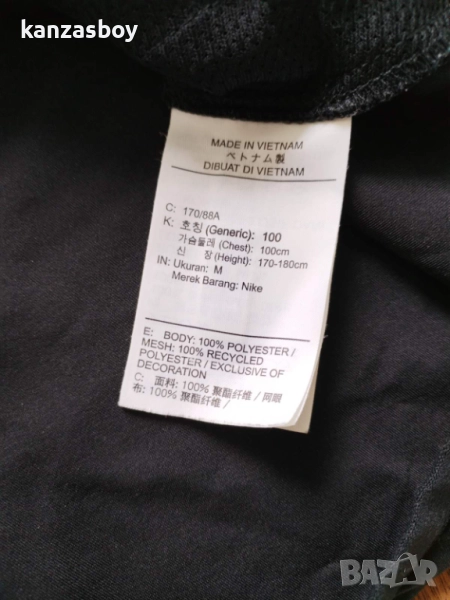 kanzasboy
MADE IN VIETNAM
ベトナム製
DIBUAT DI VIETNAM
C: 170/88A
K: 호칭 (Generic): 100
가슴둘레 (Chest): 100cm
신 장 (Height): 170-180cm
IN: Ukuran: M
Merek Barang: Nike
E: BODY: 100% POLYESTER /
MESH: 100% RECYCLED
POLYESTER / EXCLUSIVE OF
DECORATION
C: 面料: 100% 聚酯纤维 / 网眼
布: 100% 聚酯纤维 /
BAZAR